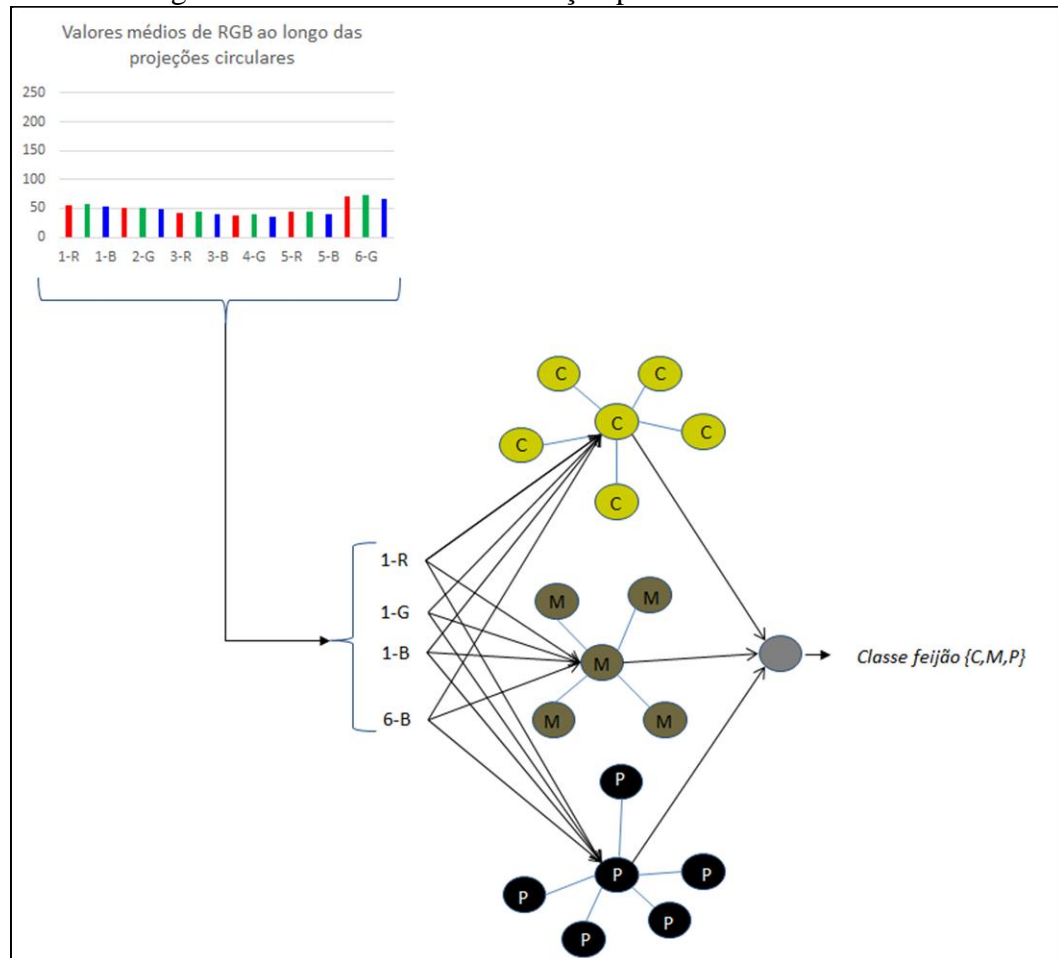 Valores médios de RGB ao longo das
projeções circulares
250
200
150
100
50
0
1-R 1-B 2-G 3-R 3-B 4-G 5-R 5-B 6-G
C
C
C
C
C
C
1-R
1-G
1-B
6-B
M
M
M
M
M
Classe feijão {C,M,P}
P
P
P
P
P
P